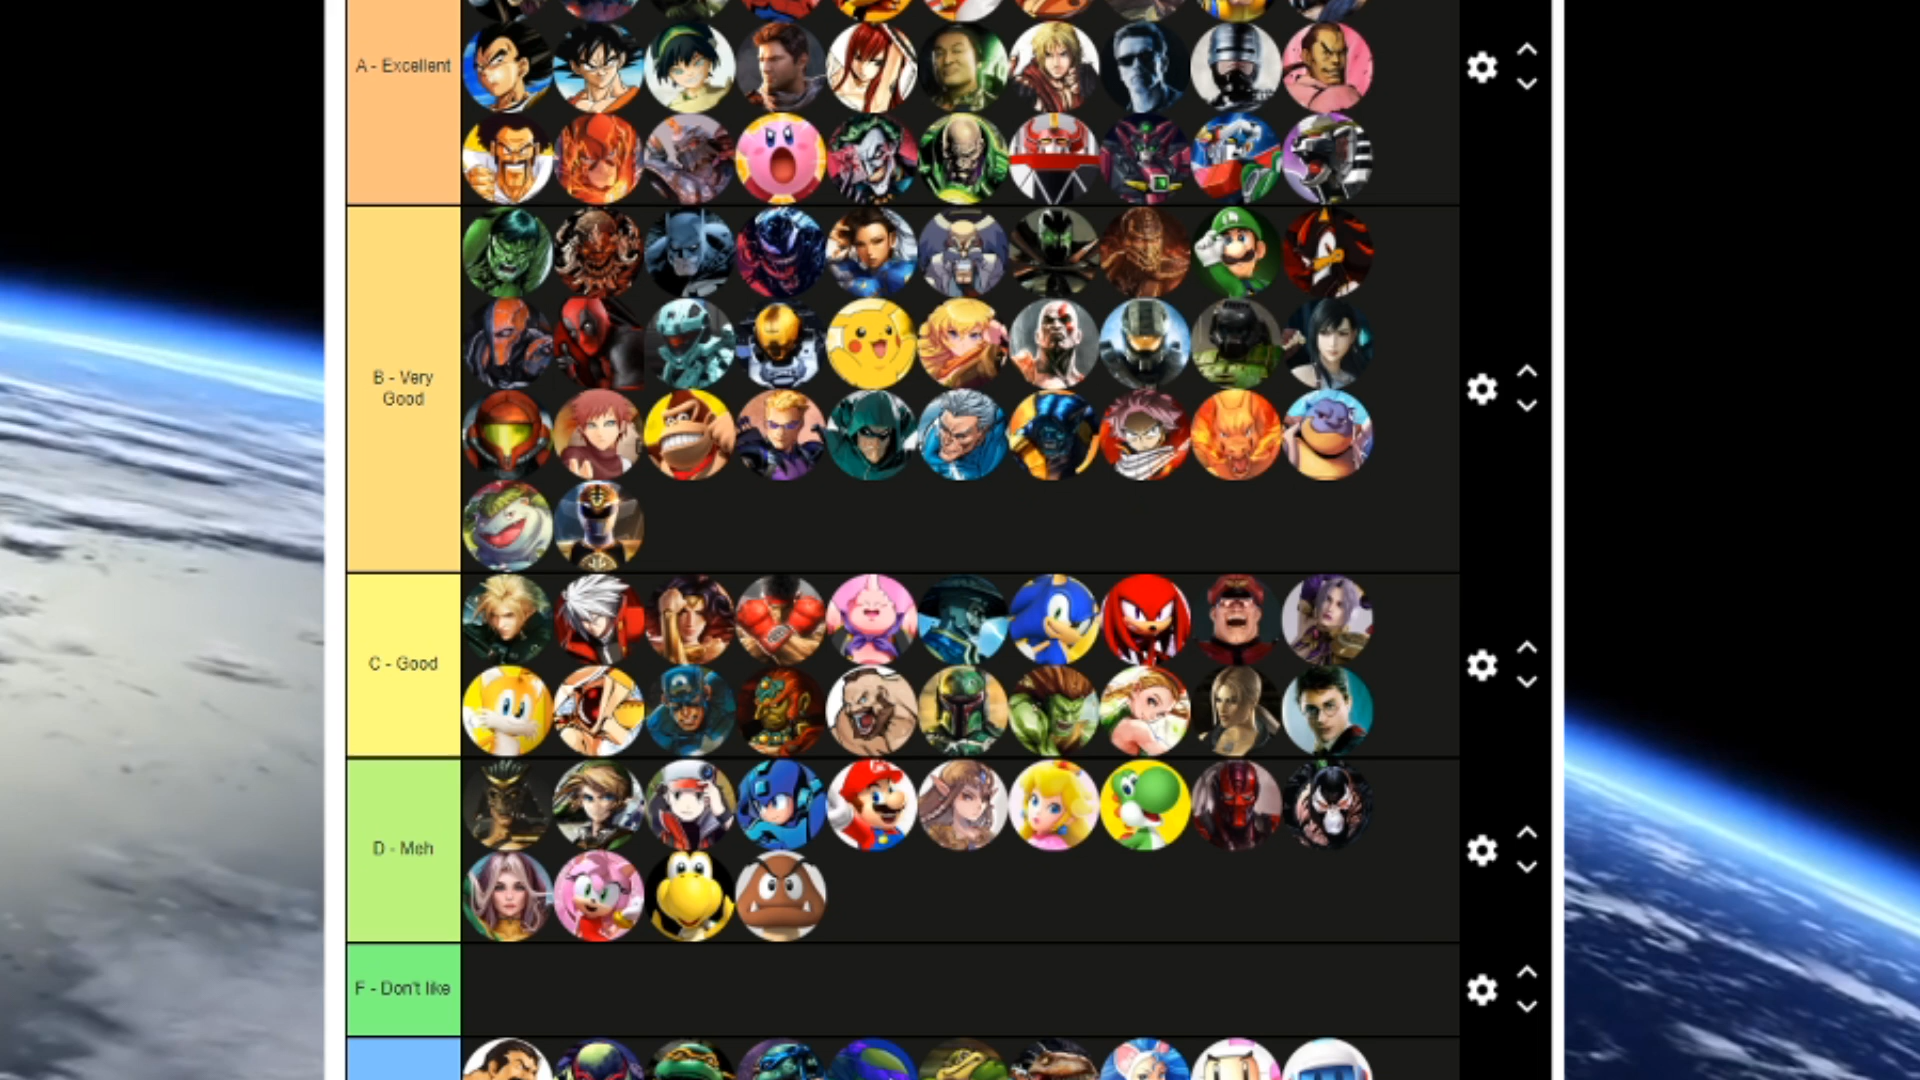 A - Excellent
B - Very
Good
C - Good
D - Meh
F - Don't like